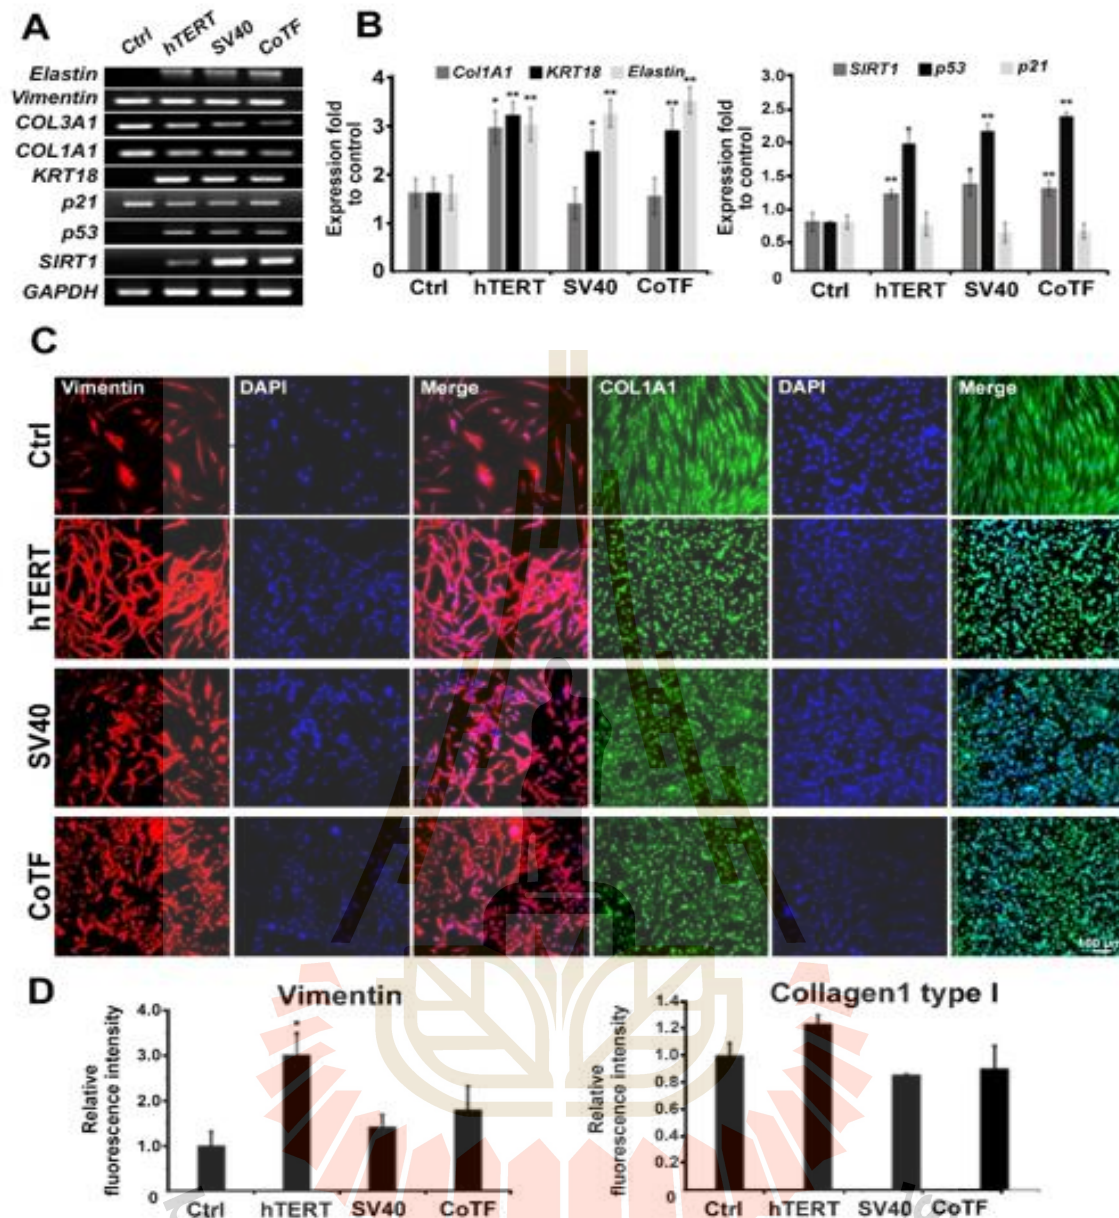 A
Ctrl hTERT SV40 CoTF
Elastin
Vimentin
COL3A1
COL1A1
KRT18
p21
p53
SIRT1
GAPDH
B
Col1A1 KRT18 Elastin
Expression fold
to control
4
3
2
1
0
* ** **
* **
** **
Ctrl hTERT SV40 CoTF
SIRT1 p53 p21
Expression fold
to control
3.0
2.5
2.0
1.5
1.0
0.5
0
** *
* **
** **
Ctrl hTERT SV40 CoTF
C
Vimentin DAPI Merge COL1A1 DAPI Merge
Ctrl
hTERT
SV40
CoTF
100 µm
D
Vimentin
Relative
fluorescence intensity
4.0
3.0
2.0
1.0
0
*
Ctrl hTERT SV40 CoTF
Collagen1 type I
Relative
fluorescence intensity
1.4
1.2
1.0
0.8
0.6
0.4
0.2
0
Ctrl hTERT SV40 CoTF